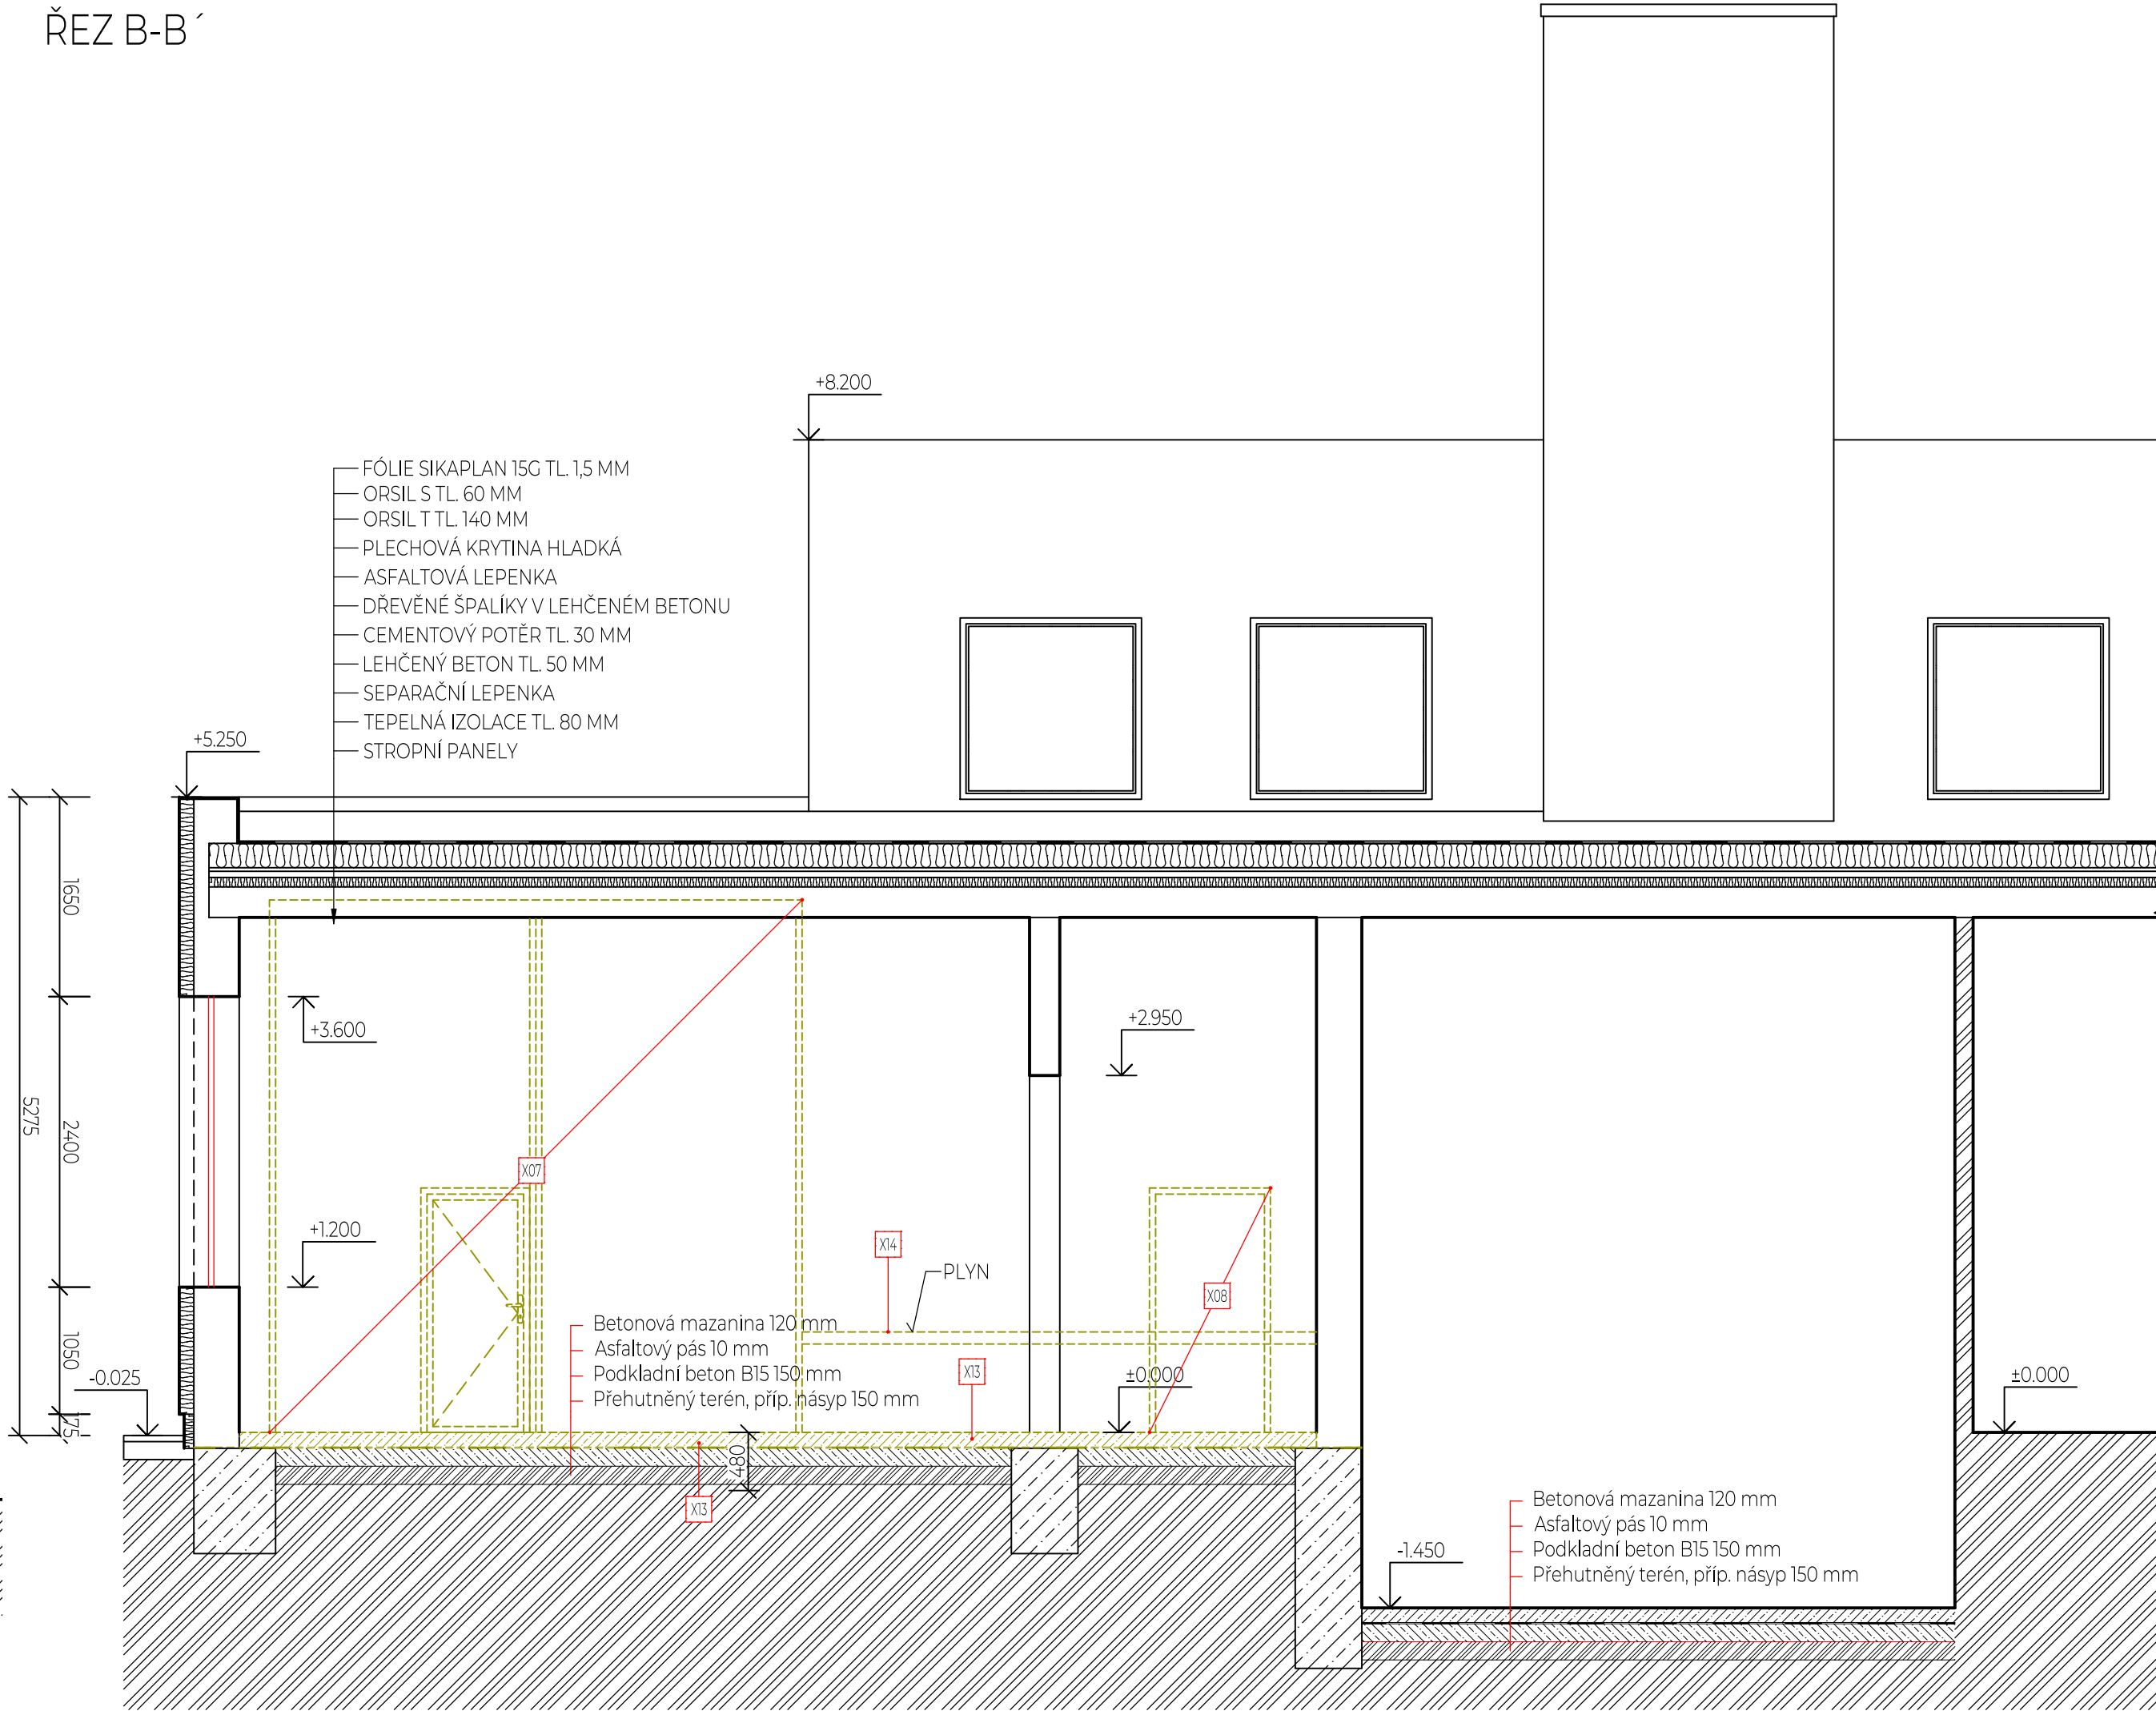 ŘEZ B-B´
+8.200
FÓLIE SIKAPLAN 15G TL. 1,5 MM
ORSIL S TL. 60 MM
ORSIL T TL. 140 MM
PLECHOVÁ KRYTINA HLADKÁ
ASFALTOVÁ LEPENKA
DŘEVĚNÉ ŠPALÍKY V LEHČENÉM BETONU
CEMENTOVÝ POTĚR TL. 30 MM
LEHČENÝ BETON TL. 50 MM
SEPARAČNÍ LEPENKA
TEPELNÁ IZOLACE TL. 80 MM
STROPNÍ PANELY
+5.250
1650
2400
1050
175
5275
+3.600
+2.950
X07
+1.200
X14
PLYN
X08
-0.025
Betonová mazanina 120 mm
Asfaltový pás 10 mm
Podkladní beton B15 150 mm
Přehutněný terén, příp. násyp 150 mm
X13
±0.000
±0.000
480
X13
-1.450
Betonová mazanina 120 mm
Asfaltový pás 10 mm
Podkladní beton B15 150 mm
Přehutněný terén, příp. násyp 150 mm